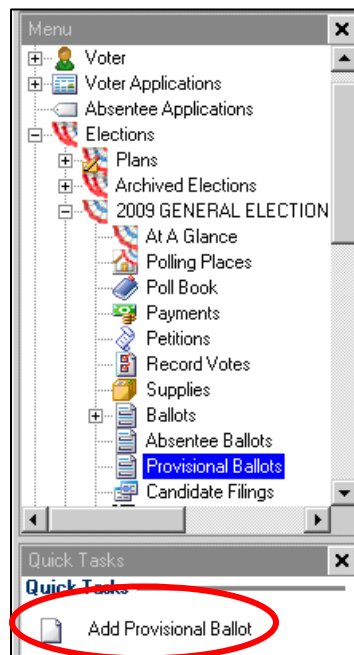 Menu
Voter
Voter Applications
Absentee Applications
Elections
Plans
Archived Elections
2009 GENERAL ELECTION
At A Glance
Polling Places
Poll Book
Payments
Petitions
Record Votes
Supplies
Ballots
Absentee Ballots
Provisional Ballots
Candidate Filings
Quick Tasks
Quick Tasks
Add Provisional Ballot